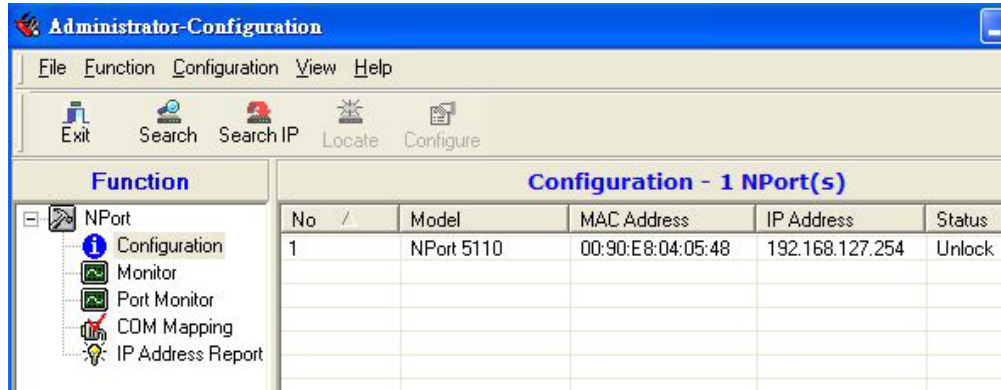 Administrator-Configuration
File Function Configuration View Help
Exit Search Search IP Locate Configure
Function
Configuration - 1 NPort(s)
NPort
Configuration
Monitor
Port Monitor
COM Mapping
IP Address Report
No Model MAC Address IP Address Status
1 NPort 5110 00:90:E8:04:05:48 192.168.127.254 Unlock